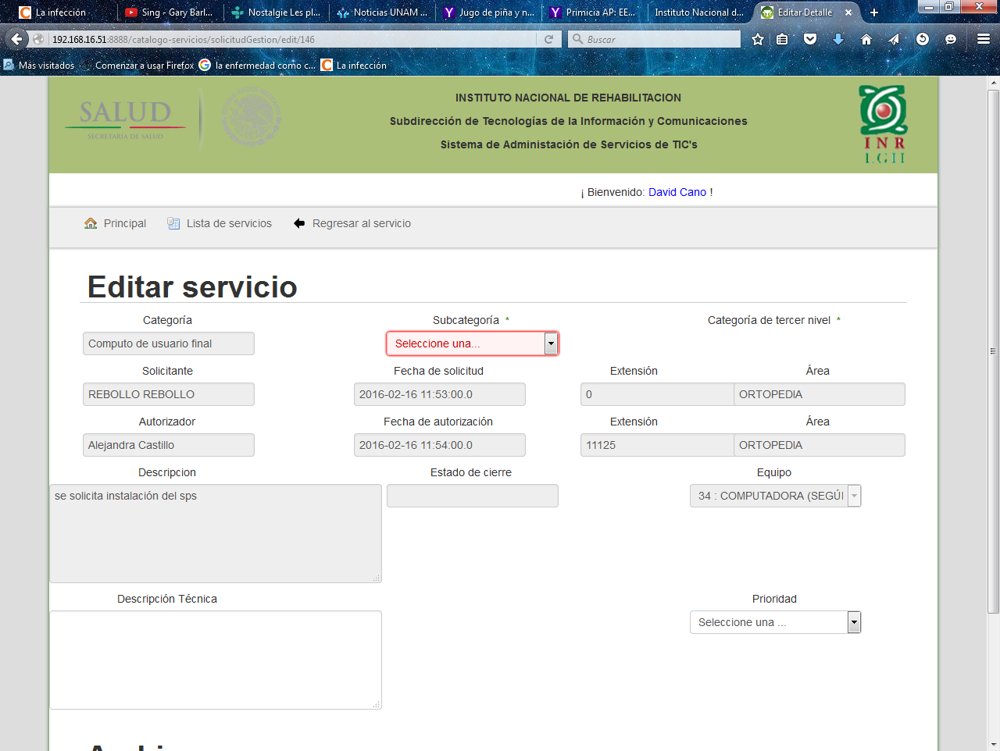 La infección
Sing - Gary Barl...
Nostalgie Les pl...
Noticias UNAM ...
Jugo de piña y n...
Primicia AP: EE...
Instituto Nacional d...
Editar Detalle
192.168.16.51:8888/catalogo-servicios/solicitudGestion/edit/146
Buscar
Más visitados
Comenzar a usar Firefox
la enfermedad como c...
La infección
SALUD
SECRETARÍA DE SALUD
INSTITUTO NACIONAL DE REHABILITACION
Subdirección de Tecnologías de la Información y Comunicaciones
Sistema de Administación de Servicios de TIC's
INR
LGII
¡ Bienvenido: David Cano !
Principal
Lista de servicios
Regresar al servicio
Editar servicio
Categoría
Subcategoría *
Categoría de tercer nivel *
Computo de usuario final
Seleccione una...
Solicitante
Fecha de solicitud
Extensión
Área
REBOLLO REBOLLO
2016-02-16 11:53:00.0
0
ORTOPEDIA
Autorizador
Fecha de autorización
Extensión
Área
Alejandra Castillo
2016-02-16 11:54:00.0
11125
ORTOPEDIA
Descripcion
Estado de cierre
Equipo
se solicita instalación del sps
34 : COMPUTADORA (SEGÚI
Descripción Técnica
Prioridad
Seleccione una ...